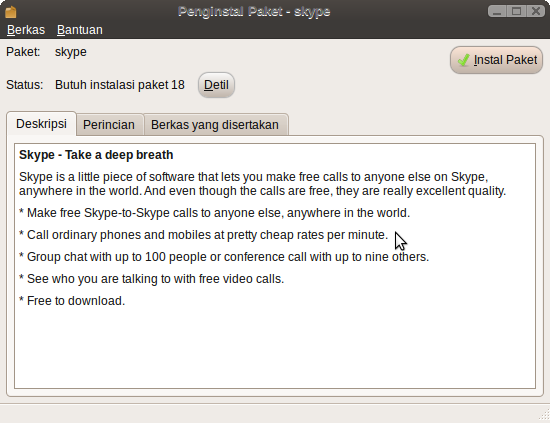 Penginstal Paket - skype
Berkas Bantuan
Paket: skype
Instal Paket
Status: Butuh instalasi paket 18 Detil
Deskripsi Perincian Berkas yang disertakan
Skype - Take a deep breath
Skype is a little piece of software that lets you make free calls to anyone else on Skype,
anywhere in the world. And even though the calls are free, they are really excellent quality.
* Make free Skype-to-Skype calls to anyone else, anywhere in the world.
* Call ordinary phones and mobiles at pretty cheap rates per minute.
* Group chat with up to 100 people or conference call with up to nine others.
* See who you are talking to with free video calls.
* Free to download.